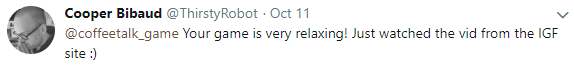 Cooper Bibaud @ThirstyRobot · Oct 11
@coffeetalk_game Your game is very relaxing! Just watched the vid from the IGF
site :)